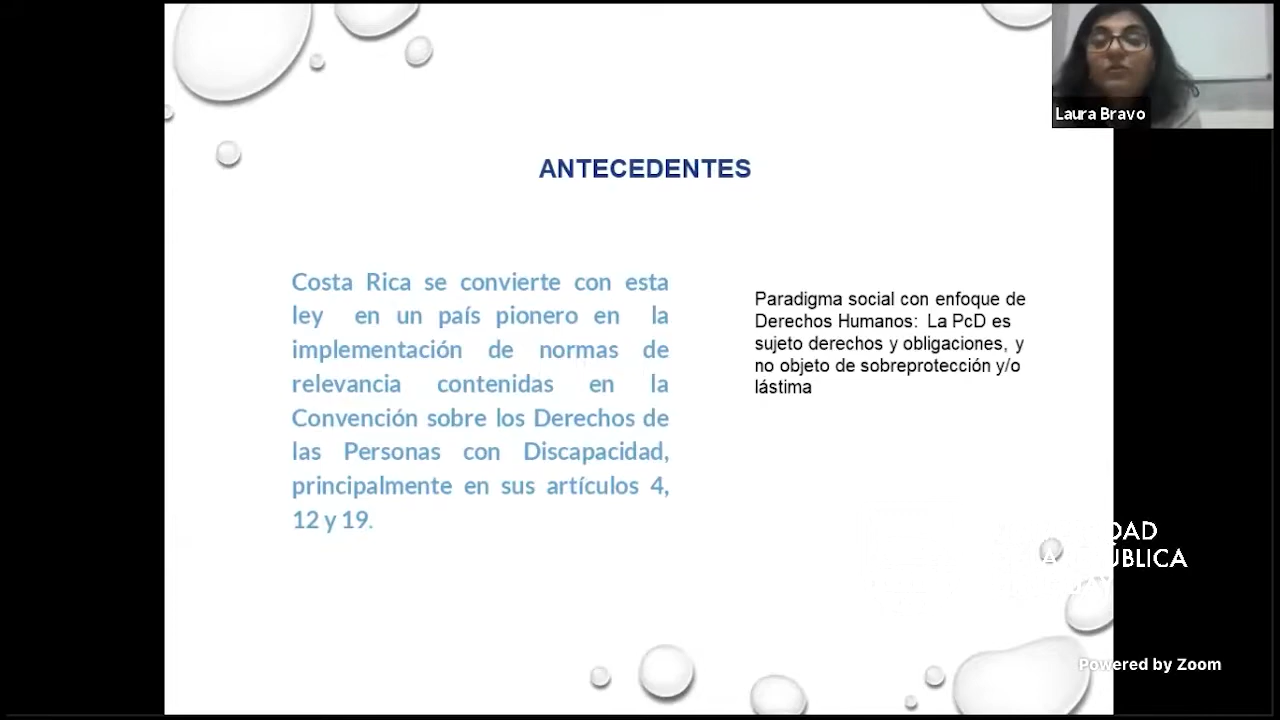 Laura Bravo
ANTECEDENTES
Costa Rica se convierte con esta
ley en un país pionero en la
implementación de normas de
relevancia contenidas en la
Convención sobre los Derechos de
las Personas con Discapacidad,
principalmente en sus artículos 4,
12 y 19.
Paradigma social con enfoque de
Derechos Humanos: La PcD es
sujeto derechos y obligaciones, y
no objeto de sobreprotección y/o
lástima
Powered by Zoom